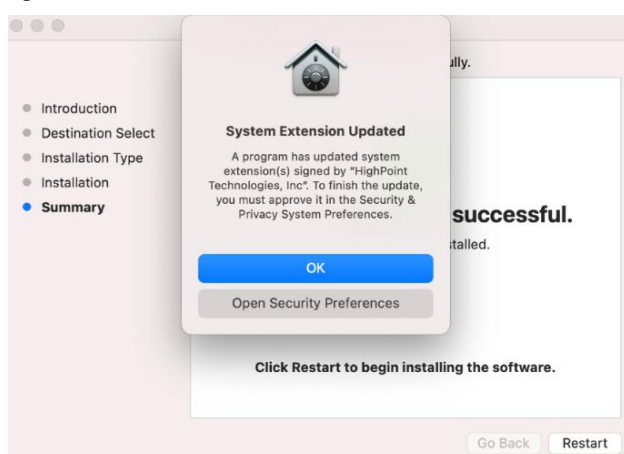 ully.
Introduction
Destination Select
Installation Type
Installation
Summary
System Extension Updated
A program has updated system
extension(s) signed by "HighPoint
Technologies, Inc". To finish the update,
you must approve it in the Security &
Privacy System Preferences.
OK
Open Security Preferences
successful.
talled.
Click Restart to begin installing the software.
Go Back
Restart